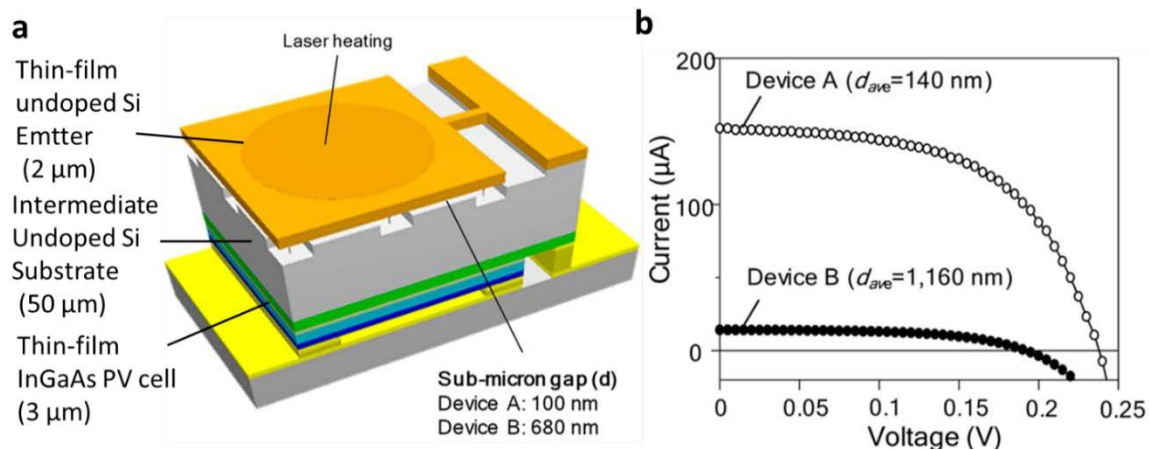 a
Laser heating
Thin-film
undoped Si
Emtter
(2 μm)
Intermediate
Undoped Si
Substrate
(50 μm)
Thin-film
InGaAs PV cell
(3 μm)
Sub-micron gap (d)
Device A: 100 nm
Device B: 680 nm
b
200
100
0
Current (μA)
Device A (dave=140 nm)
Device B (dave=1,160 nm)
0 0.05 0.1 0.15 0.2 0.25
Voltage (V)